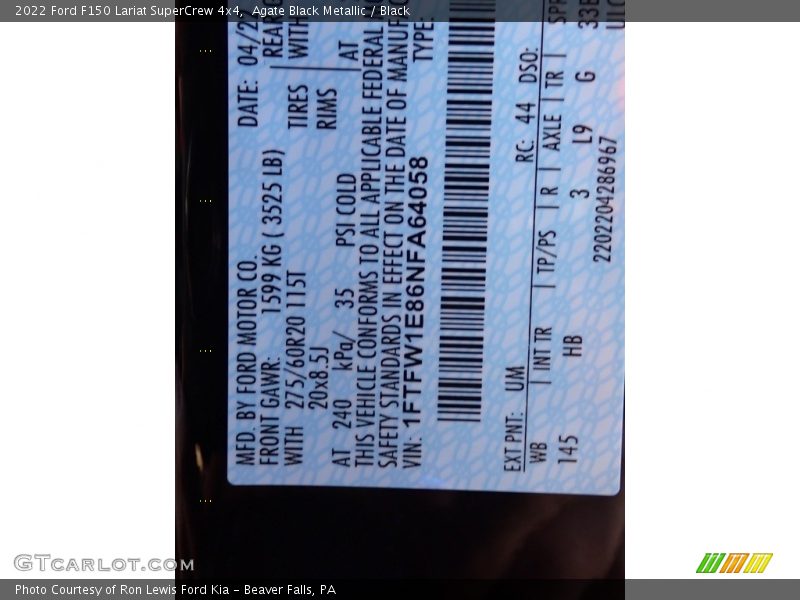 2022 Ford F150 Lariat SuperCrew 4x4, Agate Black Metallic / Black
MFD. BY FORD MOTOR CO.
DATE: 04/2
FRONT GAWR: 1599 KG ( 3525 LB)
REAR
WITH 275/60R20 115T
TIRES
WITH
20x8.5J
RIMS
AT 240 kPa/ 35 PSI COLD
AT
THIS VEHICLE CONFORMS TO ALL APPLICABLE FEDERAL
SAFETY STANDARDS IN EFFECT ON THE DATE OF MANUFAC
VIN: 1FTFW1E86NFA64058
TYPE:
EXT PNT: UM
RC: 44 DSO:
WB | INT TR | TP/PS | R | AXLE | TR | SPR
145 HB 3 L9 G 33B
2202204286967
GTCARLOT.COM
Photo Courtesy of Ron Lewis Ford Kia – Beaver Falls, PA